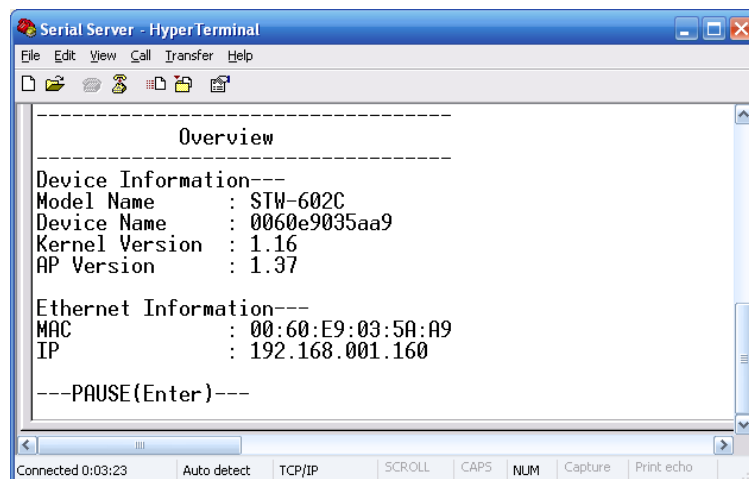 Serial Server - HyperTerminal
File Edit View Call Transfer Help
-----------------------------------
Overview
-----------------------------------
Device Information---
Model Name : STW-602C
Device Name : 0060e9035aa9
Kernel Version : 1.16
AP Version : 1.37
Ethernet Information---
MAC : 00:60:E9:03:5A:A9
IP : 192.168.001.160
---PAUSE(Enter)---
Connected 0:03:23 Auto detect TCP/IP SCROLL CAPS NUM Capture Print echo